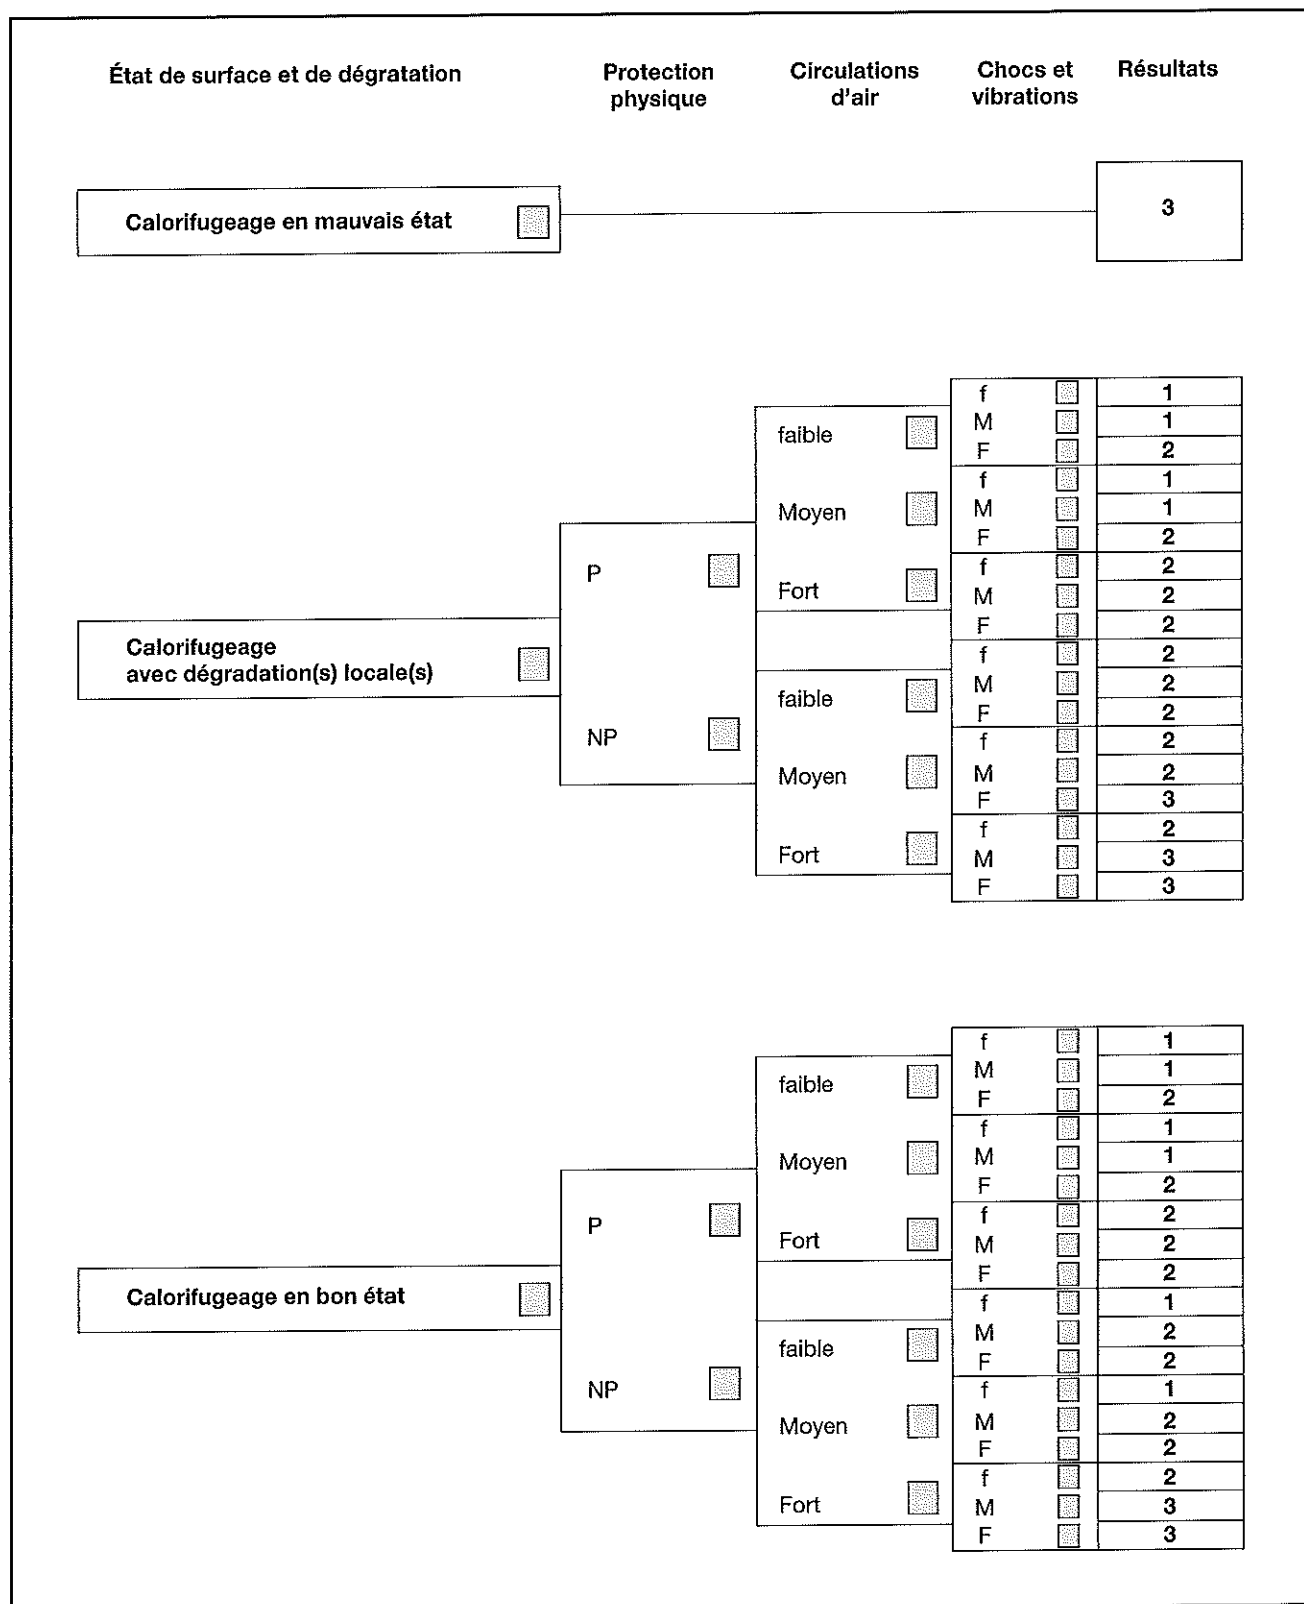 État de surface et de dégratation Protection physique Circulations d'air Chocs et vibrations Résultats
Calorifugeage en mauvais état 3
f 1
faible M 1
F 2
f 1
Moyen M 1
F 2
P f 2
Fort M 2
F 2
Calorifugeage
avec dégradation(s) locale(s)
f 2
faible M 2
F 2
NP f 2
Moyen M 2
F 3
f 2
Fort M 3
F 3
f 1
faible M 1
F 2
f 1
Moyen M 1
F 2
P f 2
Fort M 2
F 2
Calorifugeage en bon état f 1
faible M 2
F 2
NP f 1
Moyen M 2
F 2
f 2
Fort M 3
F 3